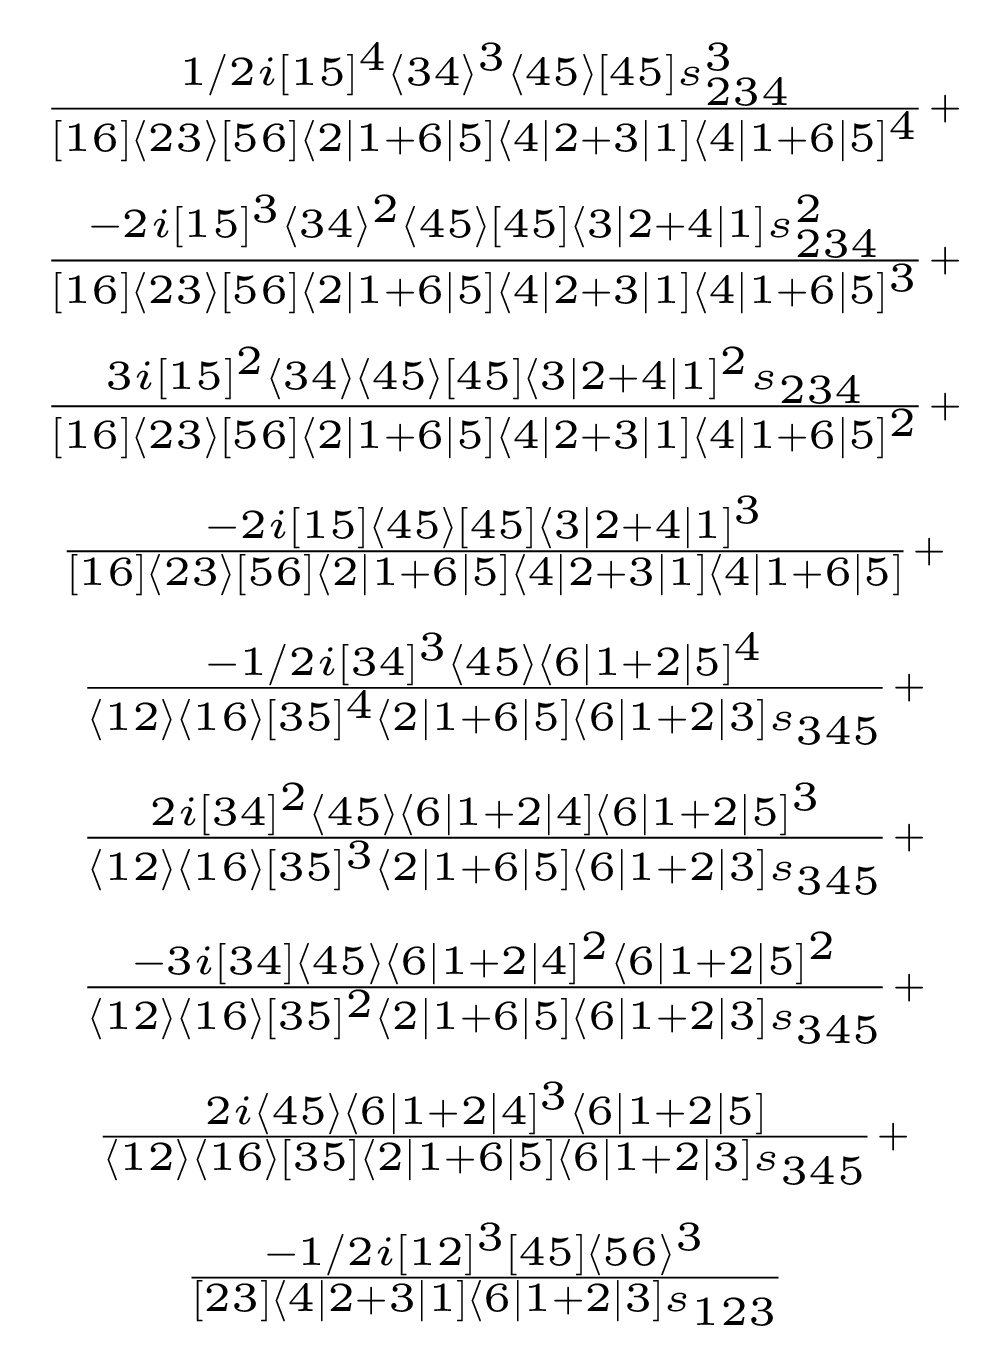 \frac{1/2i[15]^4⟨34⟩^3⟨45⟩[45]s_{234}^3}{[16]⟨23⟩[56]⟨2|1+6|5]⟨4|2+3|1]⟨4|1+6|5]^4}+
\frac{-2i[15]^3⟨34⟩^2⟨45⟩[45]⟨3|2+4|1]s_{234}^2}{[16]⟨23⟩[56]⟨2|1+6|5]⟨4|2+3|1]⟨4|1+6|5]^3}+
\frac{3i[15]^2⟨34⟩⟨45⟩[45]⟨3|2+4|1]^2s_{234}}{[16]⟨23⟩[56]⟨2|1+6|5]⟨4|2+3|1]⟨4|1+6|5]^2}+
\frac{-2i[15]⟨45⟩[45]⟨3|2+4|1]^3}{[16]⟨23⟩[56]⟨2|1+6|5]⟨4|2+3|1]⟨4|1+6|5]}+
\frac{-1/2i[34]^3⟨45⟩⟨6|1+2|5]^4}{⟨12⟩⟨16⟩[35]^4⟨2|1+6|5]⟨6|1+2|3]s_{345}}+
\frac{2i[34]^2⟨45⟩⟨6|1+2|4]⟨6|1+2|5]^3}{⟨12⟩⟨16⟩[35]^3⟨2|1+6|5]⟨6|1+2|3]s_{345}}+
\frac{-3i[34]⟨45⟩⟨6|1+2|4]^2⟨6|1+2|5]^2}{⟨12⟩⟨16⟩[35]^2⟨2|1+6|5]⟨6|1+2|3]s_{345}}+
\frac{2i⟨45⟩⟨6|1+2|4]^3⟨6|1+2|5]}{⟨12⟩⟨16⟩[35]⟨2|1+6|5]⟨6|1+2|3]s_{345}}+
\frac{-1/2i[12]^3[45]⟨56⟩^3}{[23]⟨4|2+3|1]⟨6|1+2|3]s_{123}}